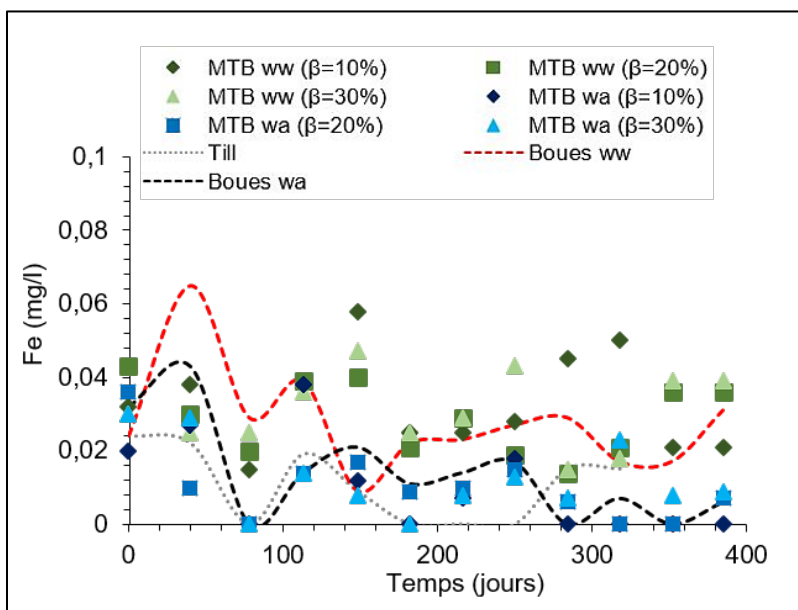 MTB ww (β=10%) MTB ww (β=20%)
MTB ww (β=30%) MTB wa (β=10%)
MTB wa (β=20%) MTB wa (β=30%)
Till Boues ww
Boues wa
0,1
0,08
0,06
0,04
0,02
0
Fe (mg/l)
0 100 200 300 400
Temps (jours)